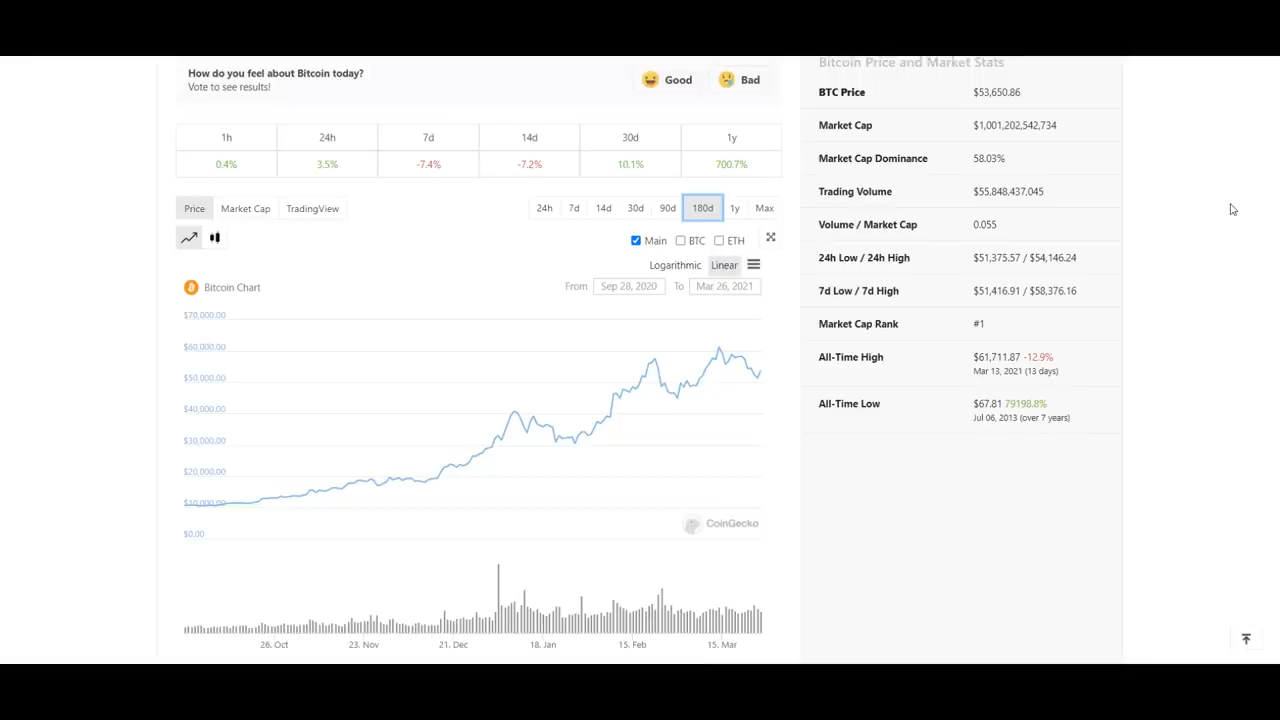 How do you feel about Bitcoin today?
Vote to see results!
Good
Bad
1h 24h 7d 14d 30d 1y
0.4% 3.5% -7.4% -7.2% 10.1% 700.7%
Price Market Cap TradingView
24h 7d 14d 30d 90d 180d 1y Max
Main BTC ETH
Logarithmic Linear
Bitcoin Chart
From Sep 28, 2020 To Mar 26, 2021
$70,000.00
$60,000.00
$50,000.00
$40,000.00
$30,000.00
$20,000.00
$10,000.00
$0.00
CoinGecko
26. Oct 23. Nov 21. Dec 18. Jan 15. Feb 15. Mar
Bitcoin Price and Market Stats
BTC Price $53,650.86
Market Cap $1,001,202,542,734
Market Cap Dominance 58.03%
Trading Volume $55,848,437,045
Volume / Market Cap 0.055
24h Low / 24h High $51,375.57 / $54,146.24
7d Low / 7d High $51,416.91 / $58,376.16
Market Cap Rank #1
All-Time High $61,711.87 -12.9%
Mar 13, 2021 (13 days)
All-Time Low $67.81 79198.8%
Jul 06, 2013 (over 7 years)